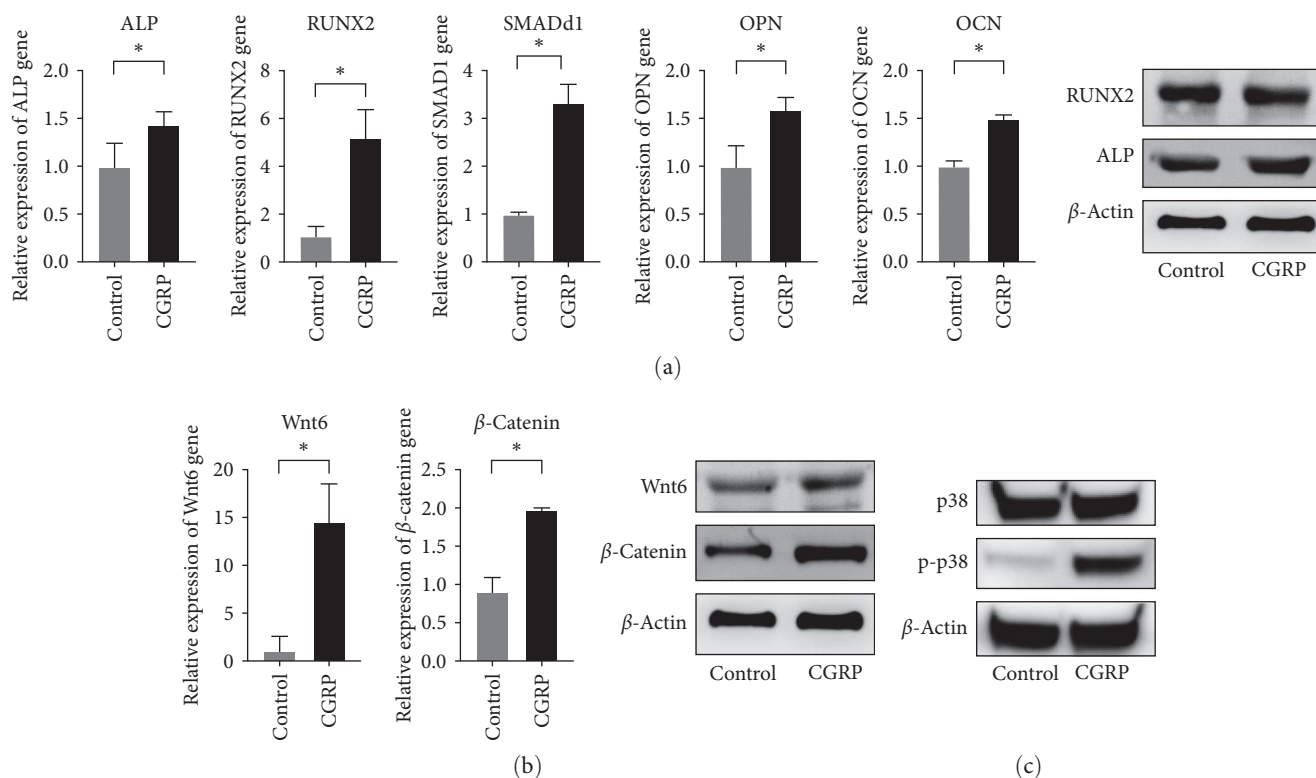 ALP
*
Relative expression of ALP gene
2.0
1.5
1.0
0.5
0.0
Control
CGRP
RUNX2
*
Relative expression of RUNX2 gene
8
6
4
2
0
Control
CGRP
SMADd1
*
Relative expression of SMAD1 gene
4
3
2
1
0
Control
CGRP
OPN
*
Relative expression of OPN gene
2.0
1.5
1.0
0.5
0.0
Control
CGRP
OCN
*
Relative expression of OCN gene
2.0
1.5
1.0
0.5
0.0
Control
CGRP
RUNX2
ALP
β-Actin
Control CGRP
(a)
Wnt6
*
Relative expression of Wnt6 gene
20
15
10
5
0
Control
CGRP
β-Catenin
*
Relative expression of β-catenin gene
2.5
2.0
1.5
1.0
0.5
0.0
Control
CGRP
Wnt6
β-Catenin
β-Actin
Control CGRP
(b)
p38
p-p38
β-Actin
Control CGRP
(c)